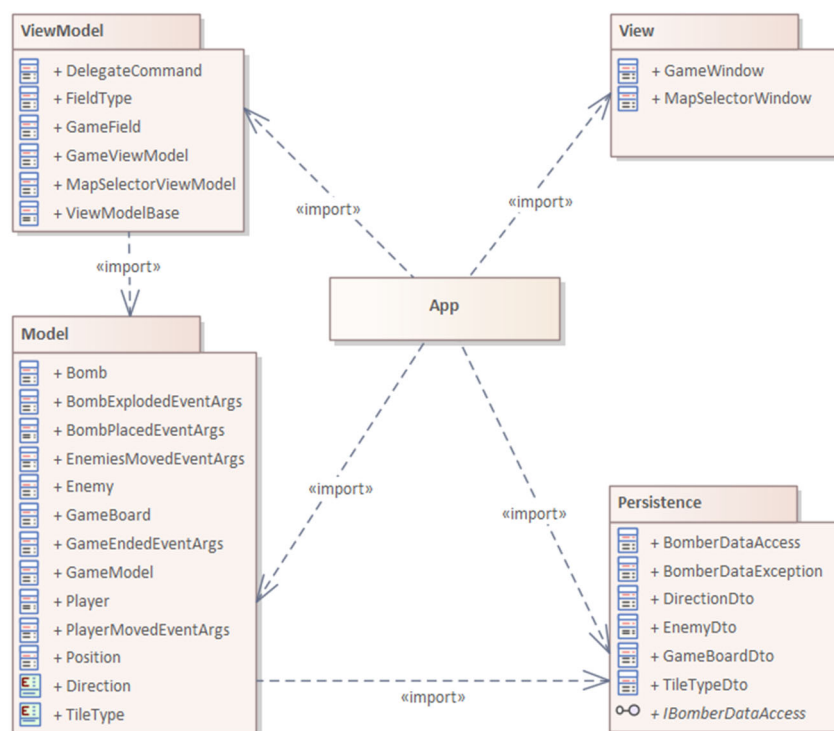 ViewModel
+ DelegateCommand
+ FieldType
+ GameField
+ GameViewModel
+ MapSelectorViewModel
+ ViewModelBase
View
+ GameWindow
+ MapSelectorWindow
«import»
«import»
«import»
App
Model
+ Bomb
+ BombExplodedEventArgs
+ BombPlacedEventArgs
+ EnemiesMovedEventArgs
+ Enemy
+ GameBoard
+ GameEndedEventArgs
+ GameModel
+ Player
+ PlayerMovedEventArgs
+ Position
E
+ Direction
E
+ TileType
«import»
«import»
«import»
Persistence
+ BomberDataAccess
+ BomberDataException
+ DirectionDto
+ EnemyDto
+ GameBoardDto
+ TileTypeDto
+ IBomberDataAccess